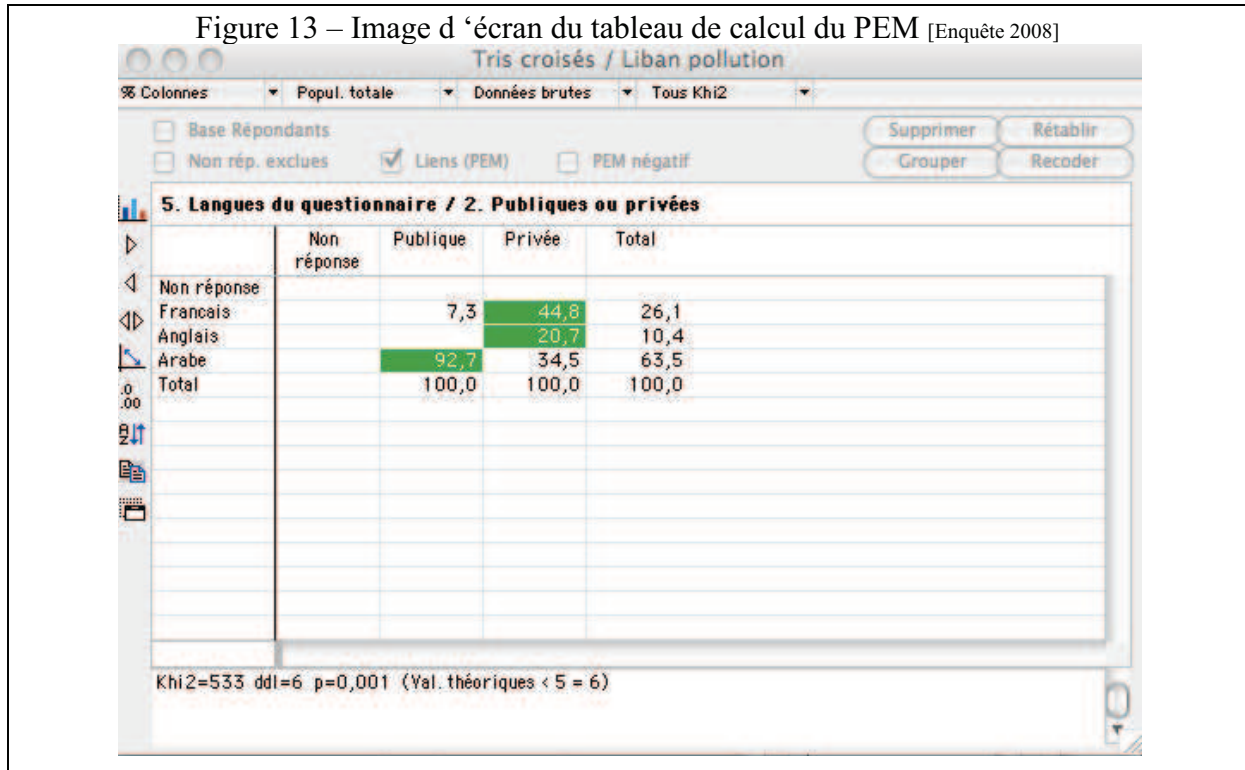 Figure 13 – Image d ‘écran du tableau de calcul du PEM [Enquête 2008]
Tris croisés / Liban pollution
% Colonnes Popul. totale Données brutes Tous Khi2
Base Répondants Supprimer Rétablir
Non rép. exclues Liens (PEM) PEM négatif Grouper Recoder
5. Langues du questionnaire / 2. Publiques ou privées
Non Publique Privée Total
réponse
Non réponse
Francais 7,3 44,8 26,1
Anglais 20,7 10,4
Arabe 92,7 34,5 63,5
Total 100,0 100,0 100,0
.0
.00
A
Z
Khi2=533 ddl=6 p=0,001 (Val. théoriques < 5 = 6)